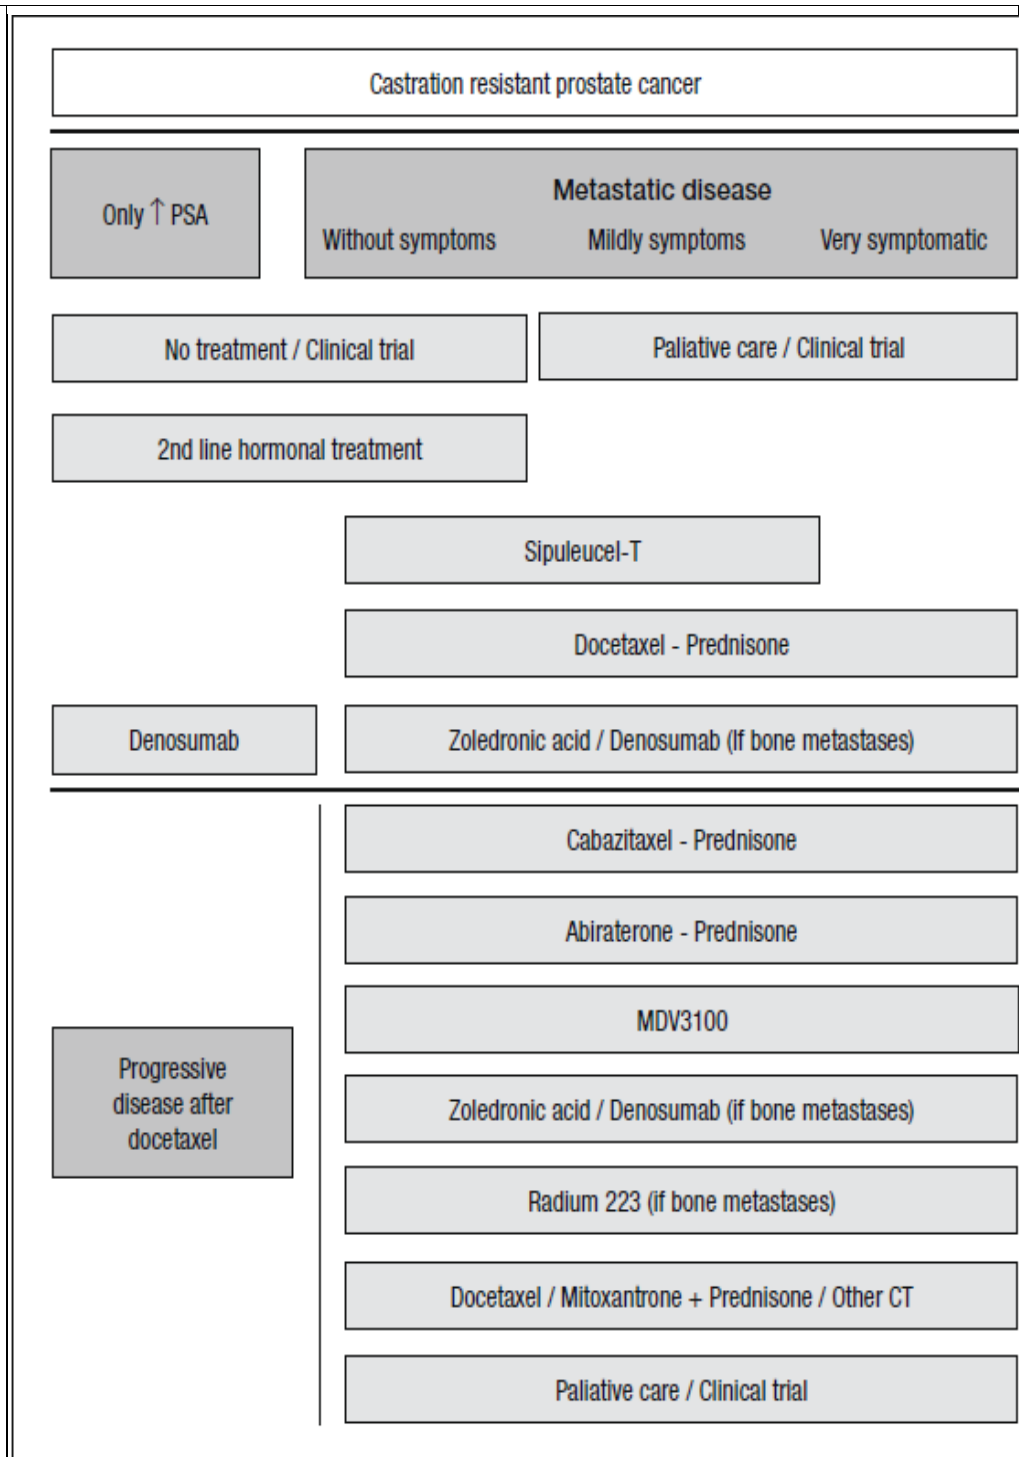 Castration resistant prostate cancer
Only ↑ PSA
Metastatic disease
Without symptoms Mildly symptoms Very symptomatic
No treatment / Clinical trial
Paliative care / Clinical trial
2nd line hormonal treatment
Sipuleucel-T
Docetaxel - Prednisone
Denosumab
Zoledronic acid / Denosumab (If bone metastases)
Cabazitaxel - Prednisone
Abiraterone - Prednisone
MDV3100
Progressive
disease after
docetaxel
Zoledronic acid / Denosumab (if bone metastases)
Radium 223 (if bone metastases)
Docetaxel / Mitoxantrone + Prednisone / Other CT
Paliative care / Clinical trial